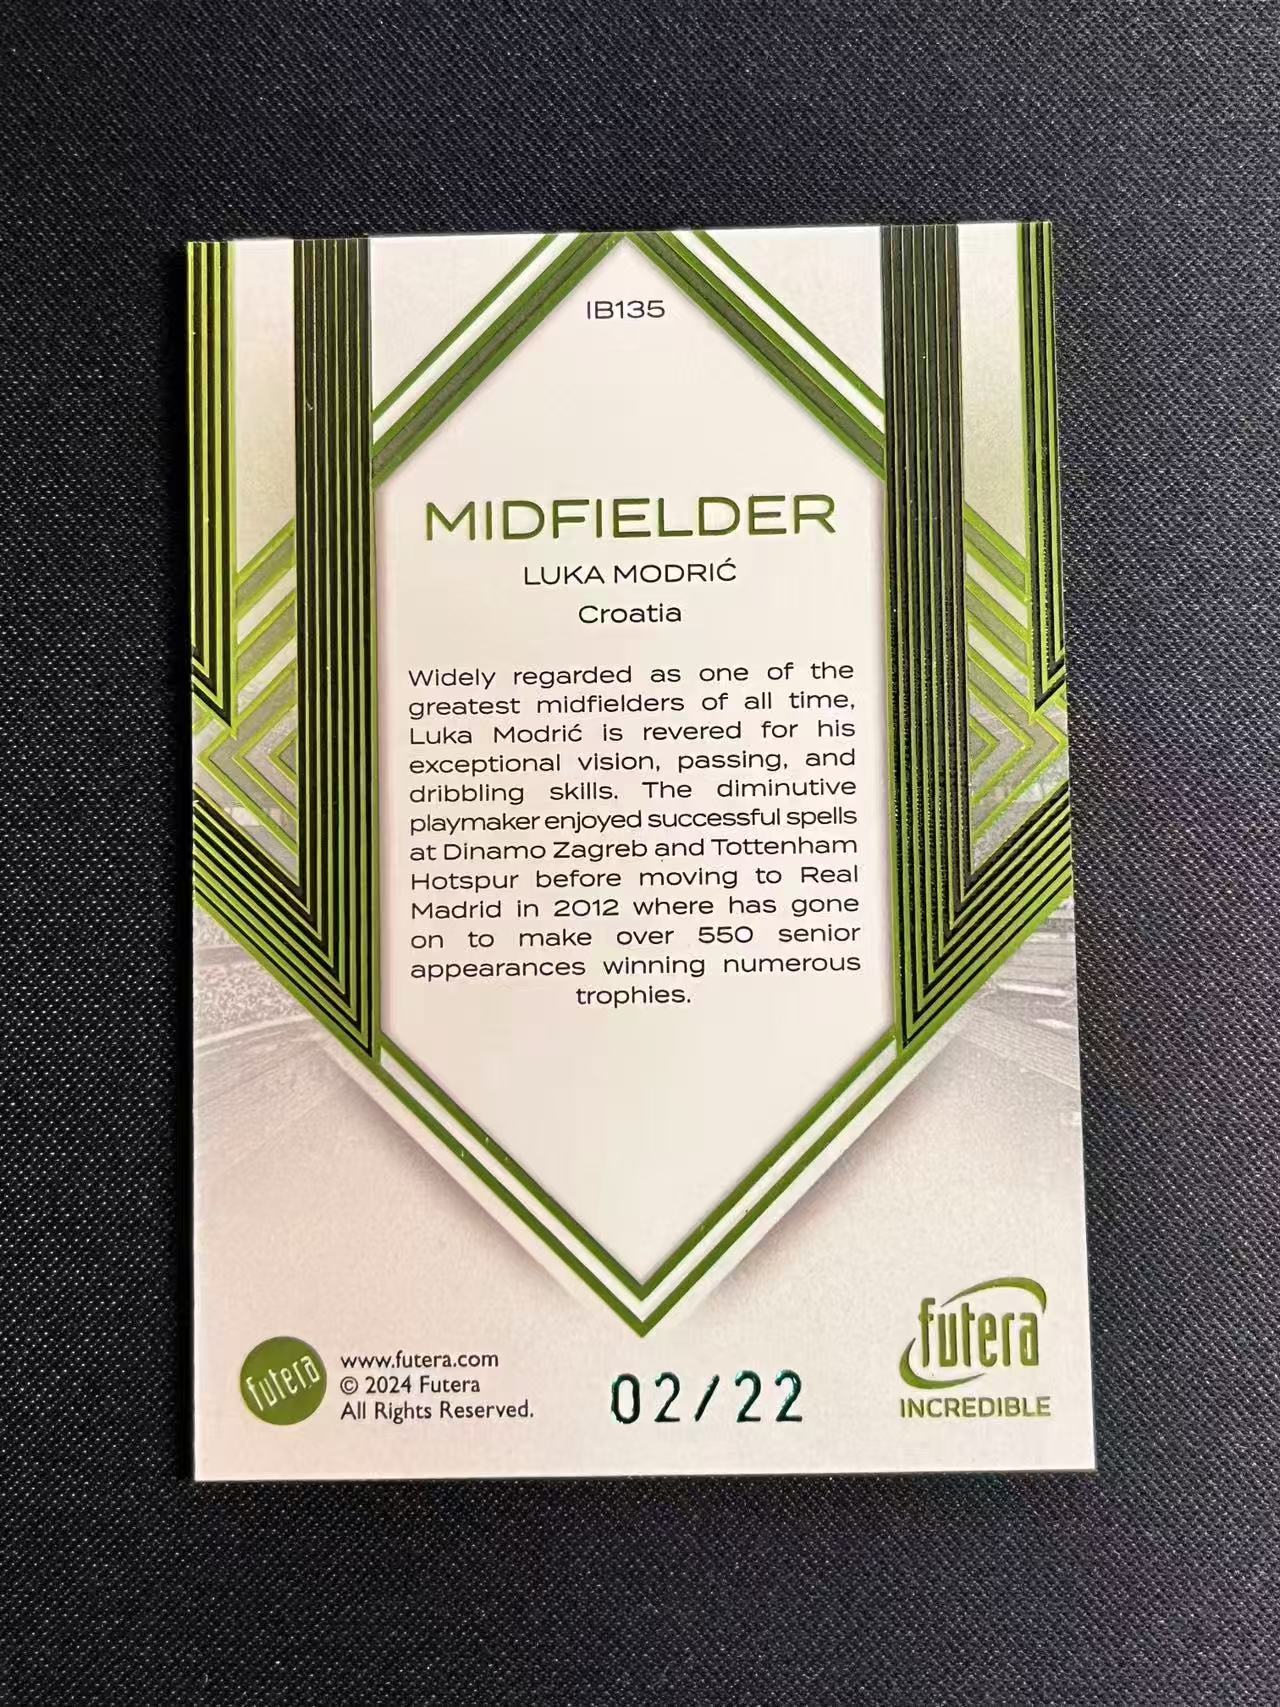 IB135
MIDFIELDER
LUKA MODRIĆ
Croatia
Widely regarded as one of the
greatest midfielders of all time,
Luka Modrić is revered for his
exceptional vision, passing, and
dribbling skills. The diminutive
playmaker enjoyed successful spells
at Dinamo Zagreb and Tottenham
Hotspur before moving to Real
Madrid in 2012 where has gone
on to make over 550 senior
appearances winning numerous
trophies.
futera
www.futera.com
© 2024 Futera
All Rights Reserved.
02/22
futera
INCREDIBLE